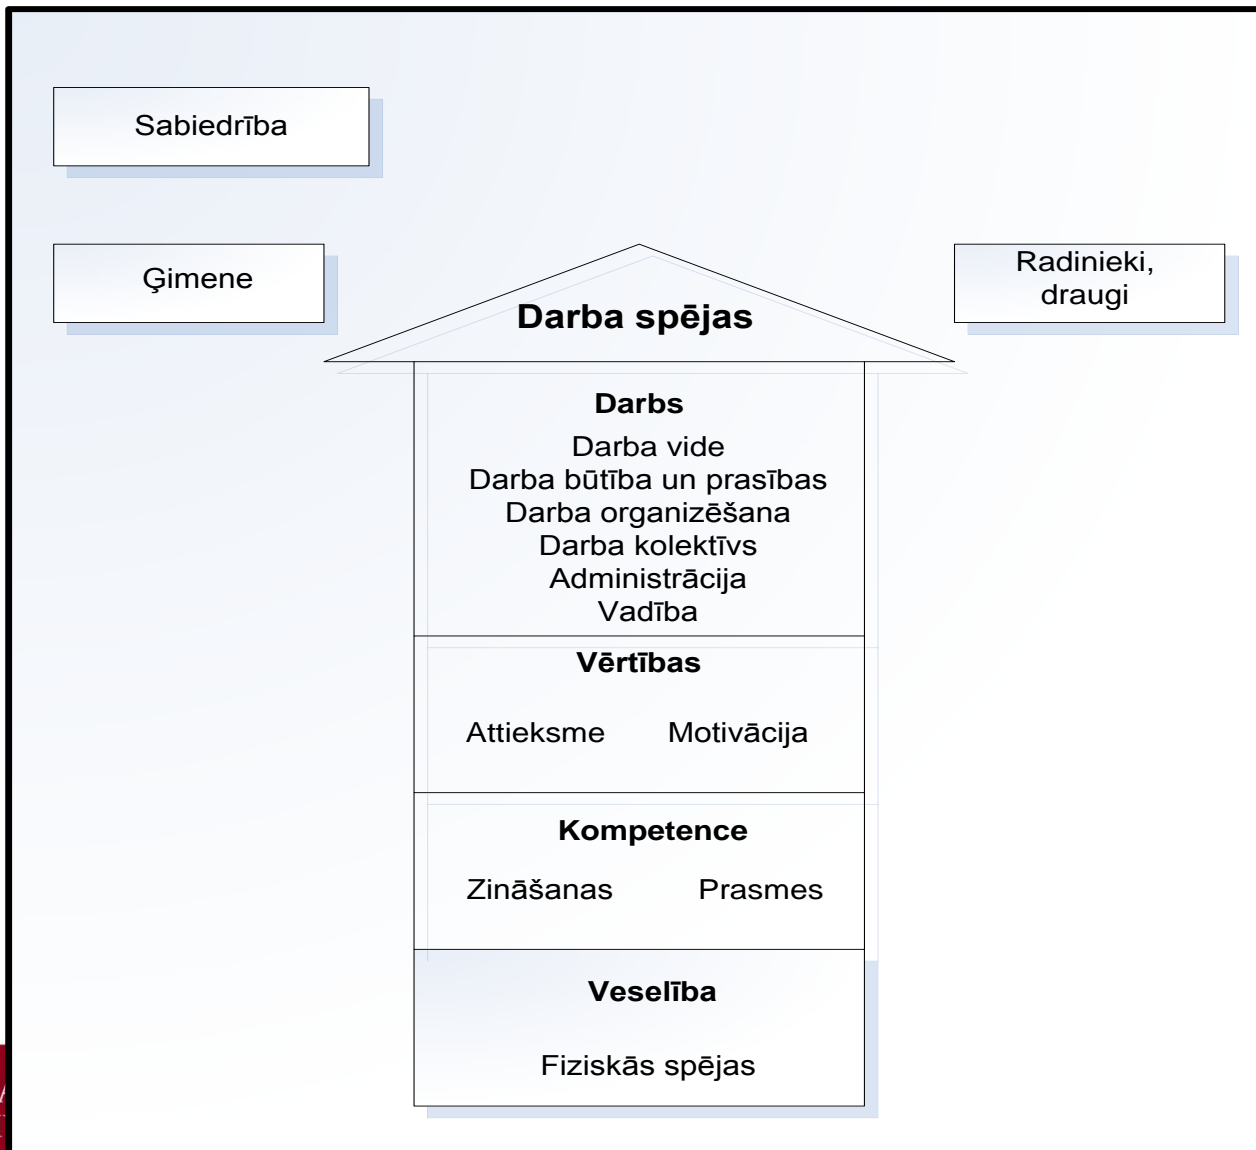 Sabiedrība
Ģimene
Radinieki,
draugi
Darba spējas
Darbs
Darba vide
Darba būtība un prasības
Darba organizēšana
Darba kolektīvs
Administrācija
Vadība
Vērtības
Attieksme Motivācija
Kompetence
Zināšanas Prasmes
Veselība
Fiziskās spējas